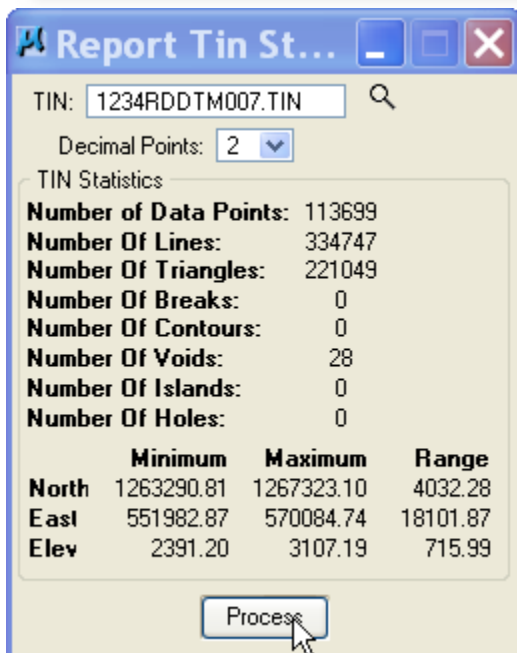 Report Tin St...
TIN: 1234RDDTM007.TIN
Decimal Points: 2
TIN Statistics
Number of Data Points: 113699
Number Of Lines: 334747
Number Of Triangles: 221049
Number Of Breaks: 0
Number Of Contours: 0
Number Of Voids: 28
Number Of Islands: 0
Number Of Holes: 0
Minimum Maximum Range
North 1263290.81 1267323.10 4032.28
East 551982.87 570084.74 18101.87
Elev 2391.20 3107.19 715.99
Process